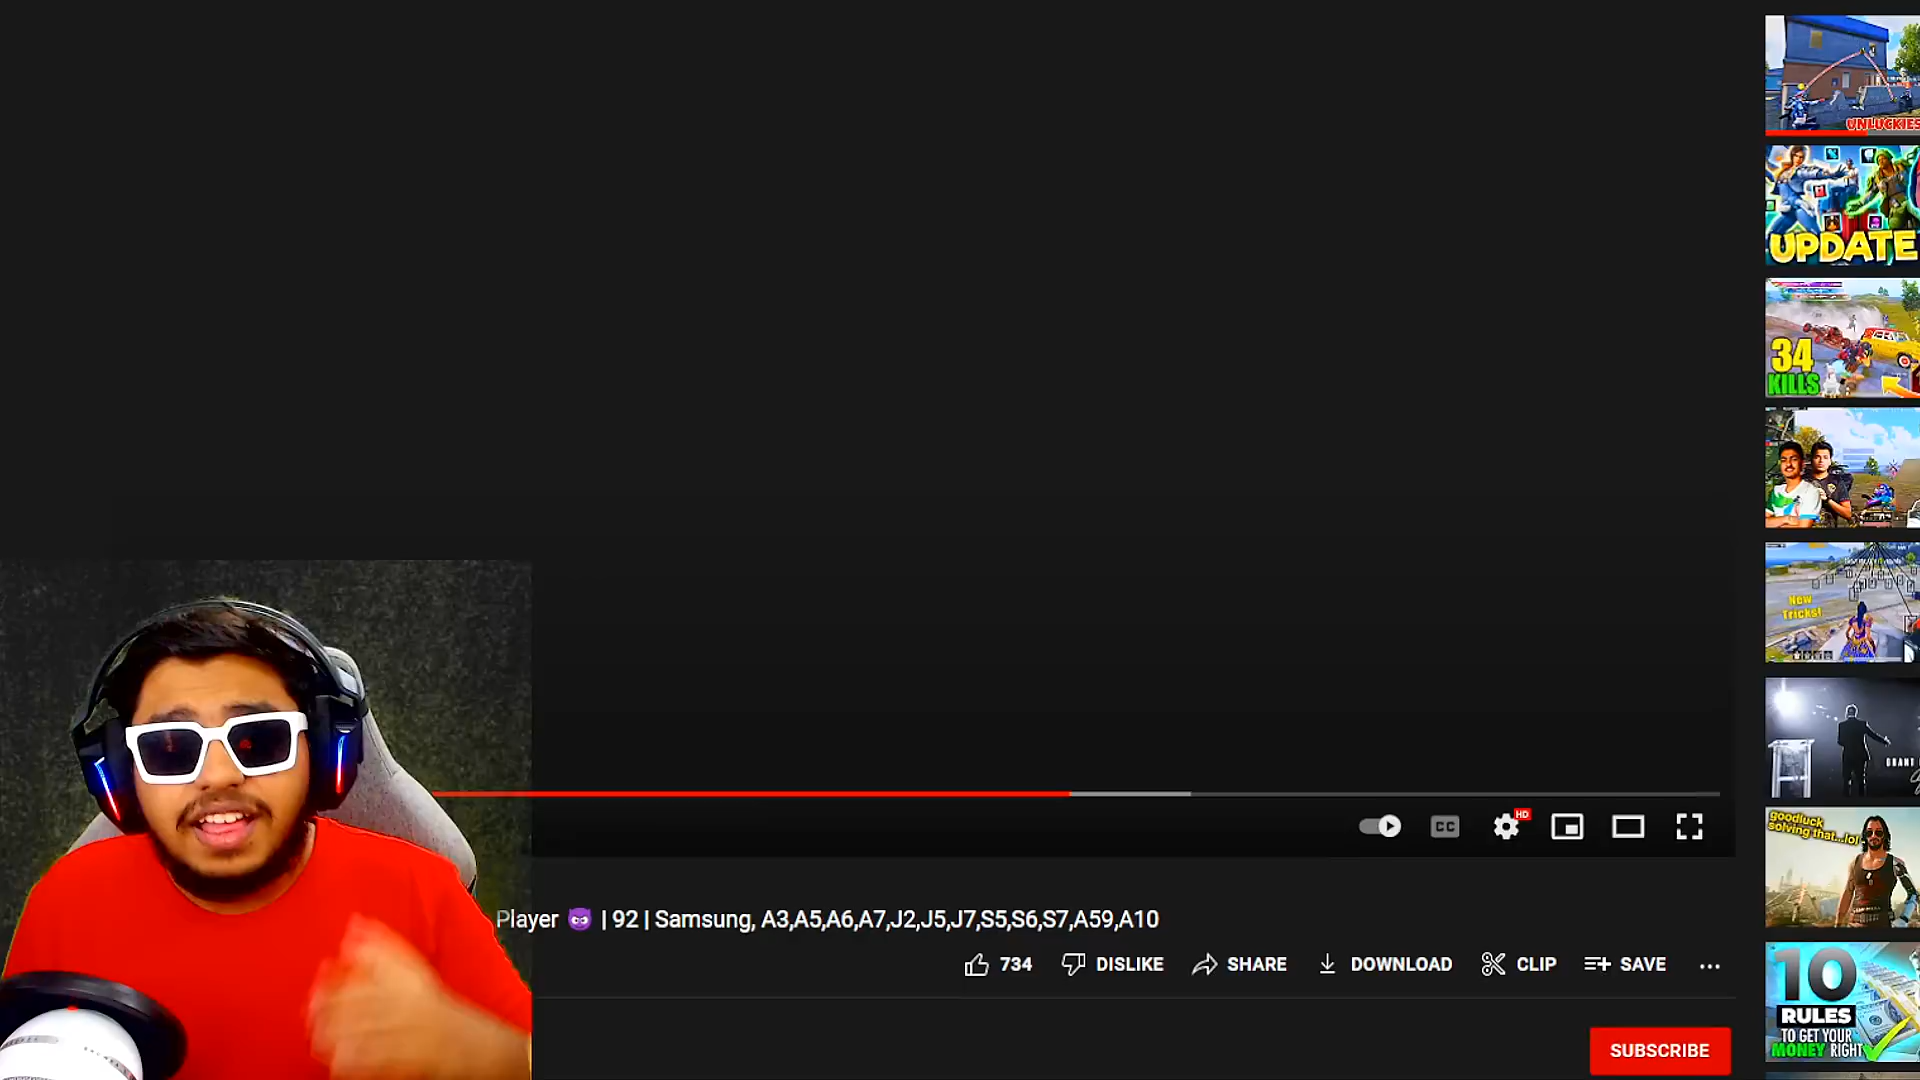 HD
CC
Player 😈 | 92 | Samsung, A3,A5,A6,A7,J2,J5,J7,S5,S6,S7,A59,A10
734
DISLIKE
SHARE
DOWNLOAD
CLIP
SAVE
SUBSCRIBE
UNLUCKIES
UPDATE
34
KILLS
New
Tricks!
GRANT
goodluck
solving that...lol
10
RULES
TO GET YOUR
MONEY RIGHT